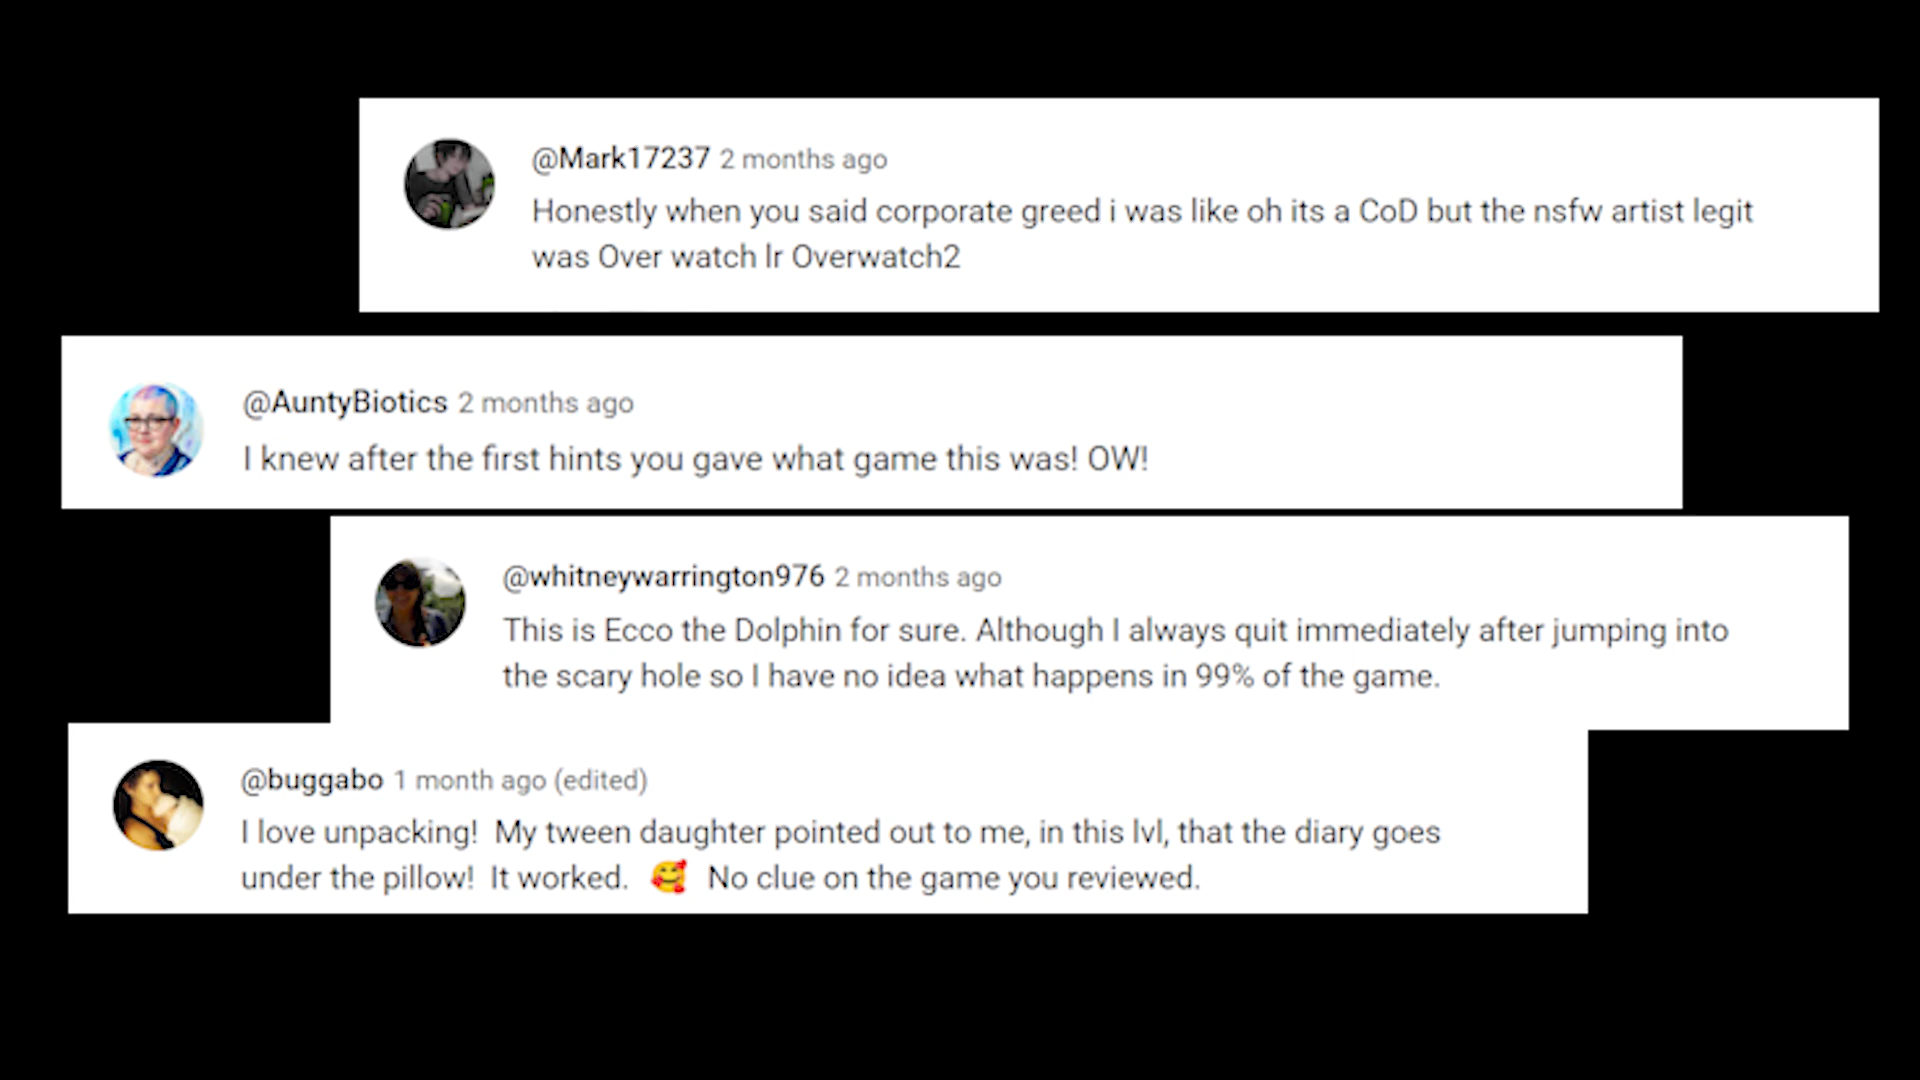 @Mark17237 2 months ago
Honestly when you said corporate greed i was like oh its a CoD but the nsfw artist legit
was Over watch lr Overwatch2
@AuntyBiotics 2 months ago
I knew after the first hints you gave what game this was! OW!
@whitneywarrington976 2 months ago
This is Ecco the Dolphin for sure. Although I always quit immediately after jumping into
the scary hole so I have no idea what happens in 99% of the game.
@buggabo 1 month ago (edited)
I love unpacking!  My tween daughter pointed out to me, in this lvl, that the diary goes
under the pillow!  It worked.  🥰  No clue on the game you reviewed.